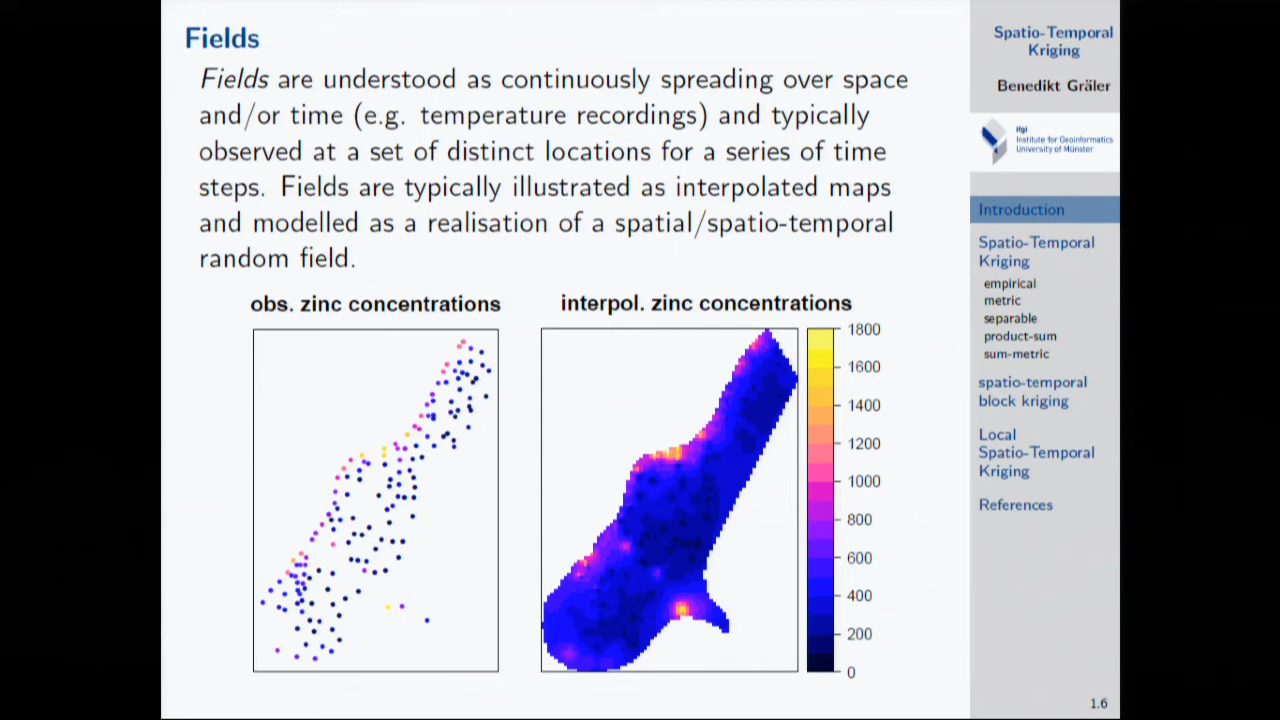 Fields
Fields are understood as continuously spreading over space
and/or time (e.g. temperature recordings) and typically
observed at a set of distinct locations for a series of time
steps. Fields are typically illustrated as interpolated maps
and modelled as a realisation of a spatial/spatio-temporal
random field.
obs. zinc concentrations
interpol. zinc concentrations
1800
1600
1400
1200
1000
800
600
400
200
0
Spatio-Temporal
Kriging
Benedikt Gräler
ifgi
Institute for Geoinformatics
University of Münster
Introduction
Spatio-Temporal
Kriging
empirical
metric
separable
product-sum
sum-metric
spatio-temporal
block kriging
Local
Spatio-Temporal
Kriging
References
1.6